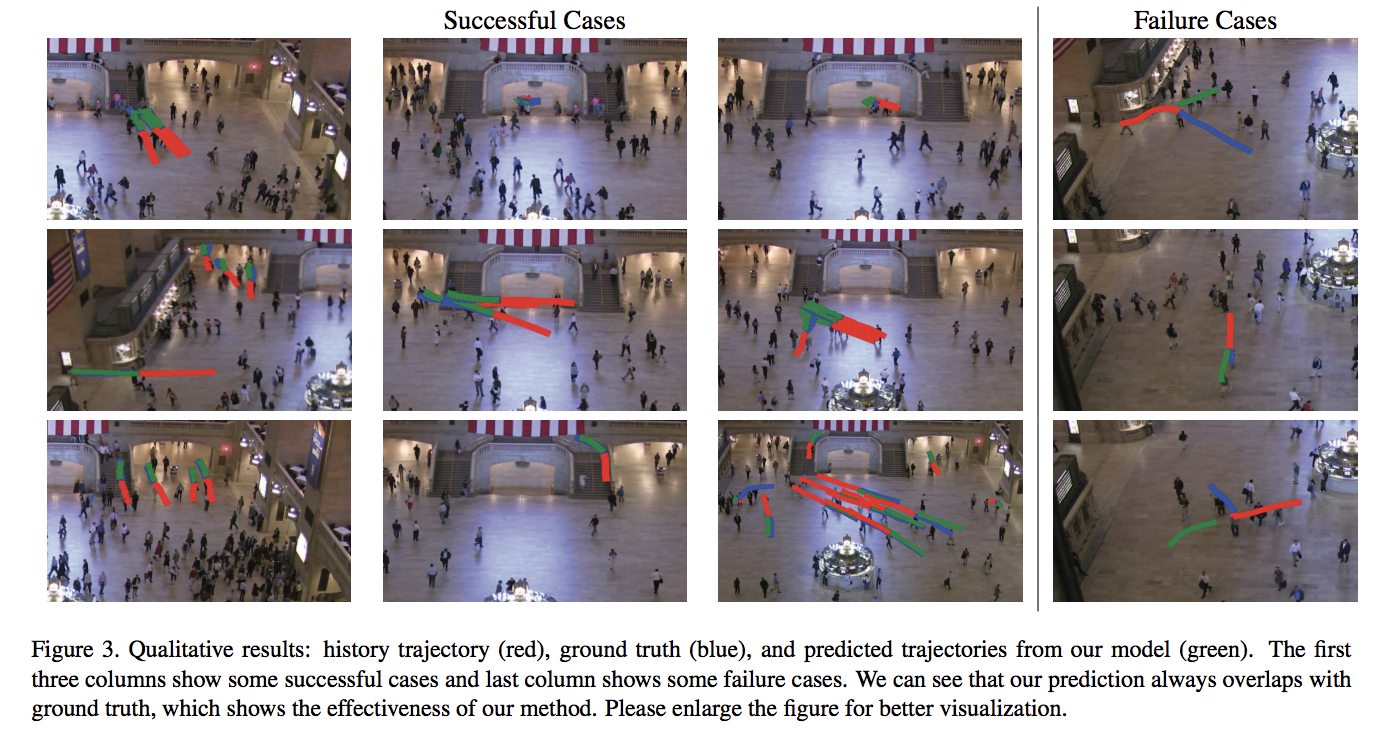 Successful Cases
Failure Cases
Figure 3. Qualitative results: history trajectory (red), ground truth (blue), and predicted trajectories from our model (green). The first
three columns show some successful cases and last column shows some failure cases. We can see that our prediction always overlaps with
ground truth, which shows the effectiveness of our method. Please enlarge the figure for better visualization.